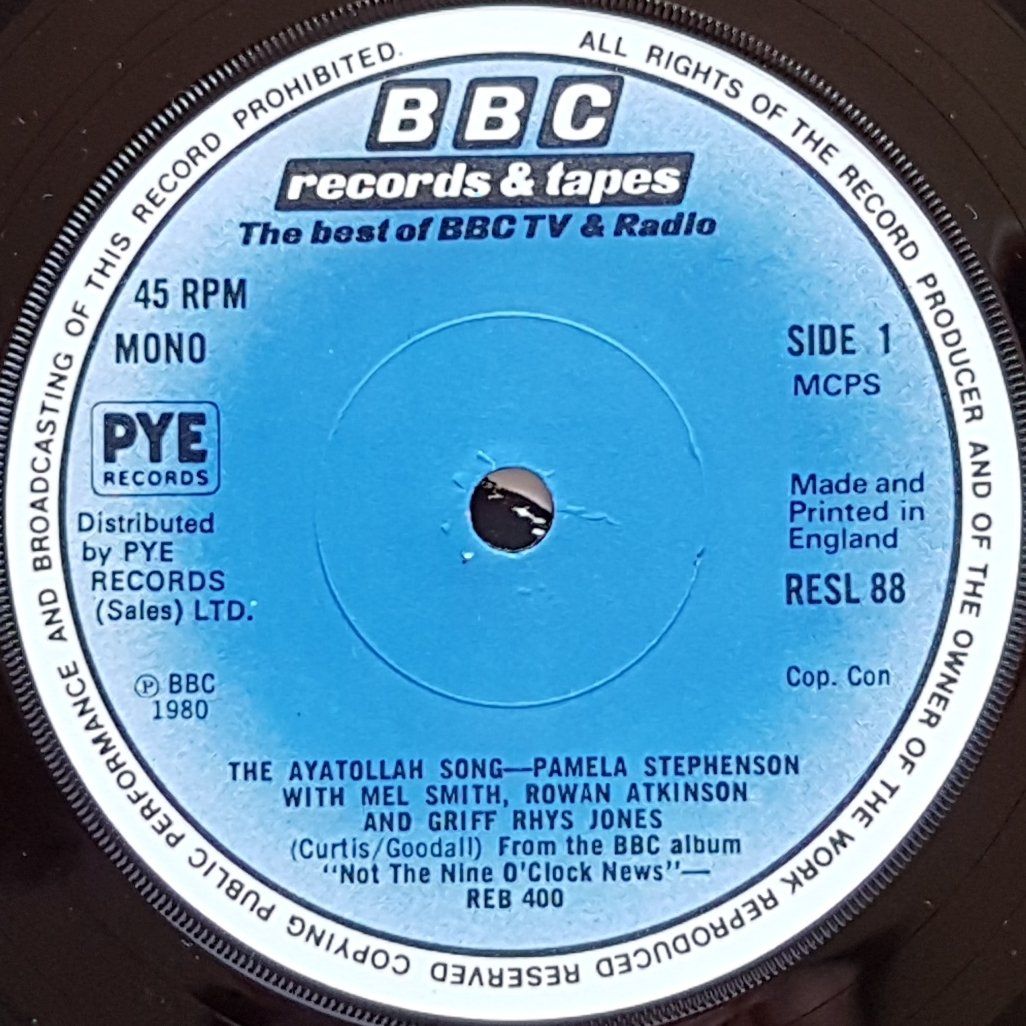 ALL RIGHTS OF THE RECORD PRODUCER AND OF THE OWNER OF THE WORK REPRODUCED RESERVED COPYING PUBLIC PERFORMANCE AND BROADCASTING OF THIS RECORD PROHIBITED.
BBC
records & tapes
The best of BBC TV & Radio
45 RPM
MONO
PYE
RECORDS
Distributed
by PYE
RECORDS
(Sales) LTD.
Ⓟ BBC
1980
SIDE 1
MCPS
Made and
Printed in
England
RESL 88
Cop. Con
THE AYATOLLAH SONG—PAMELA STEPHENSON
WITH MEL SMITH, ROWAN ATKINSON
AND GRIFF RHYS JONES
(Curtis/Goodall) From the BBC album
"Not The Nine O'Clock News"—
REB 400